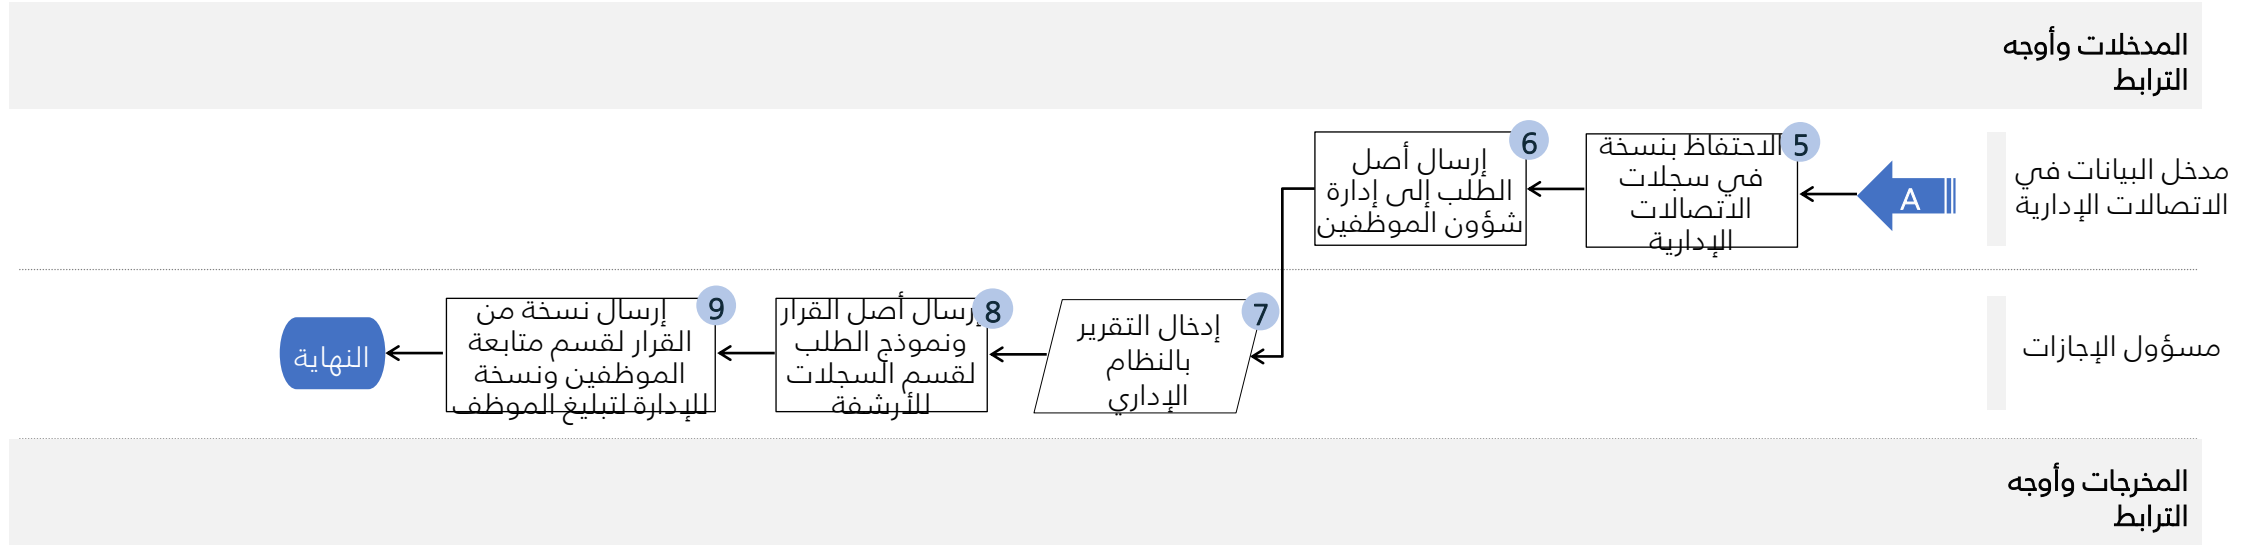 المدخلات وأوجه
الترابط
مدخل البيانات في
الاتصالات الإدارية
A
5
الاحتفاظ بنسخة
في سجلات
الاتصالات
الإدارية
6
إرسال أصل
الطلب إلى إدارة
شؤون الموظفين
مسؤول الإجازات
7
إدخال التقرير
بالنظام
الإداري
8
إرسال أصل القرار
ونموذج الطلب
لقسم السجلات
للأرشفة
9
إرسال نسخة من
القرار لقسم متابعة
الموظفين ونسخة
للإدارة لتبليغ الموظف
النهاية
المخرجات وأوجه
الترابط